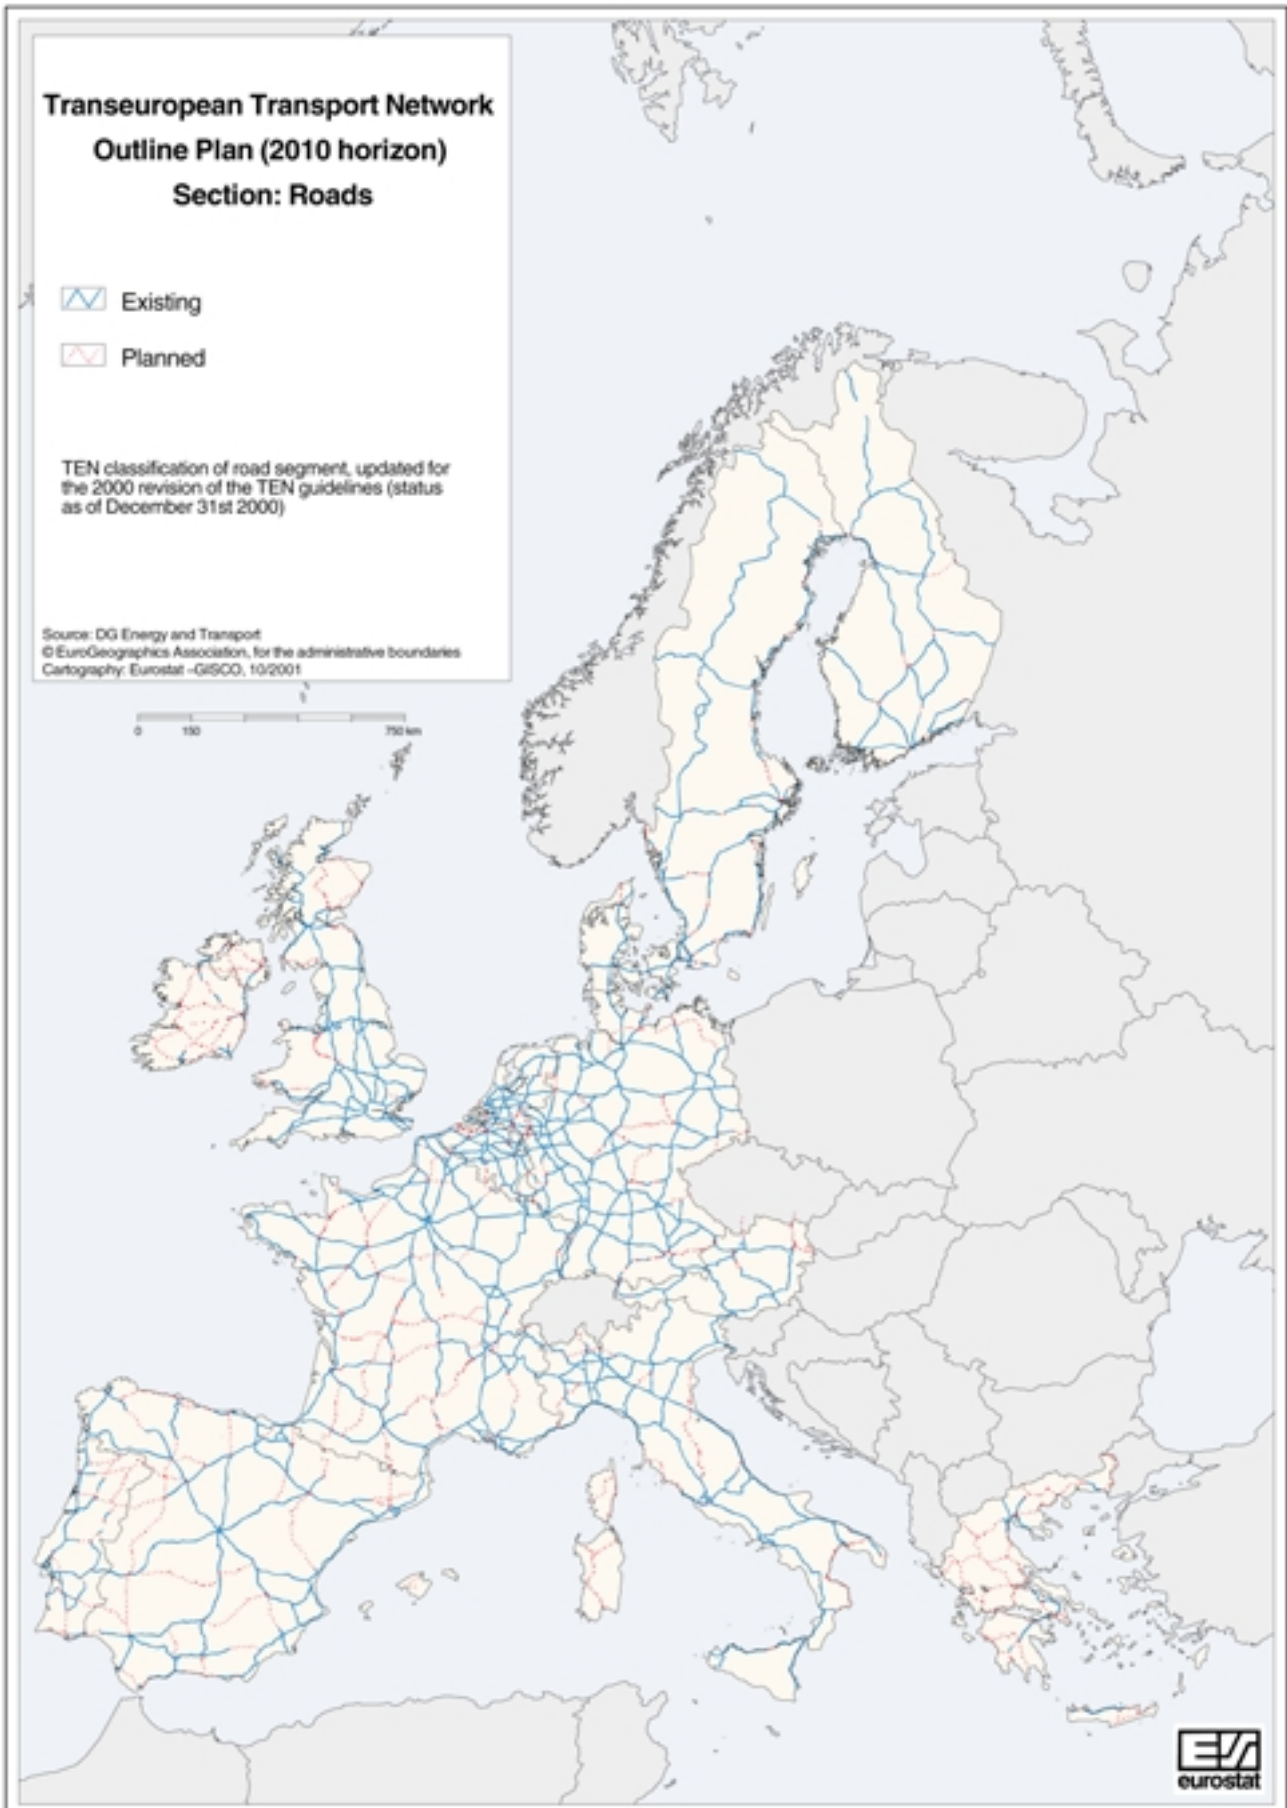 Transeuropean Transport Network
Outline Plan (2010 horizon)
Section: Roads
Existing
Planned
TEN classification of road segment, updated for
the 2000 revision of the TEN guidelines (status
as of December 31st 2000)
Source: DG Energy and Transport
© EuroGeographics Association, for the administrative boundaries
Cartography: Eurostat –GISCO, 10/2001
0 150 750 km
eurostat